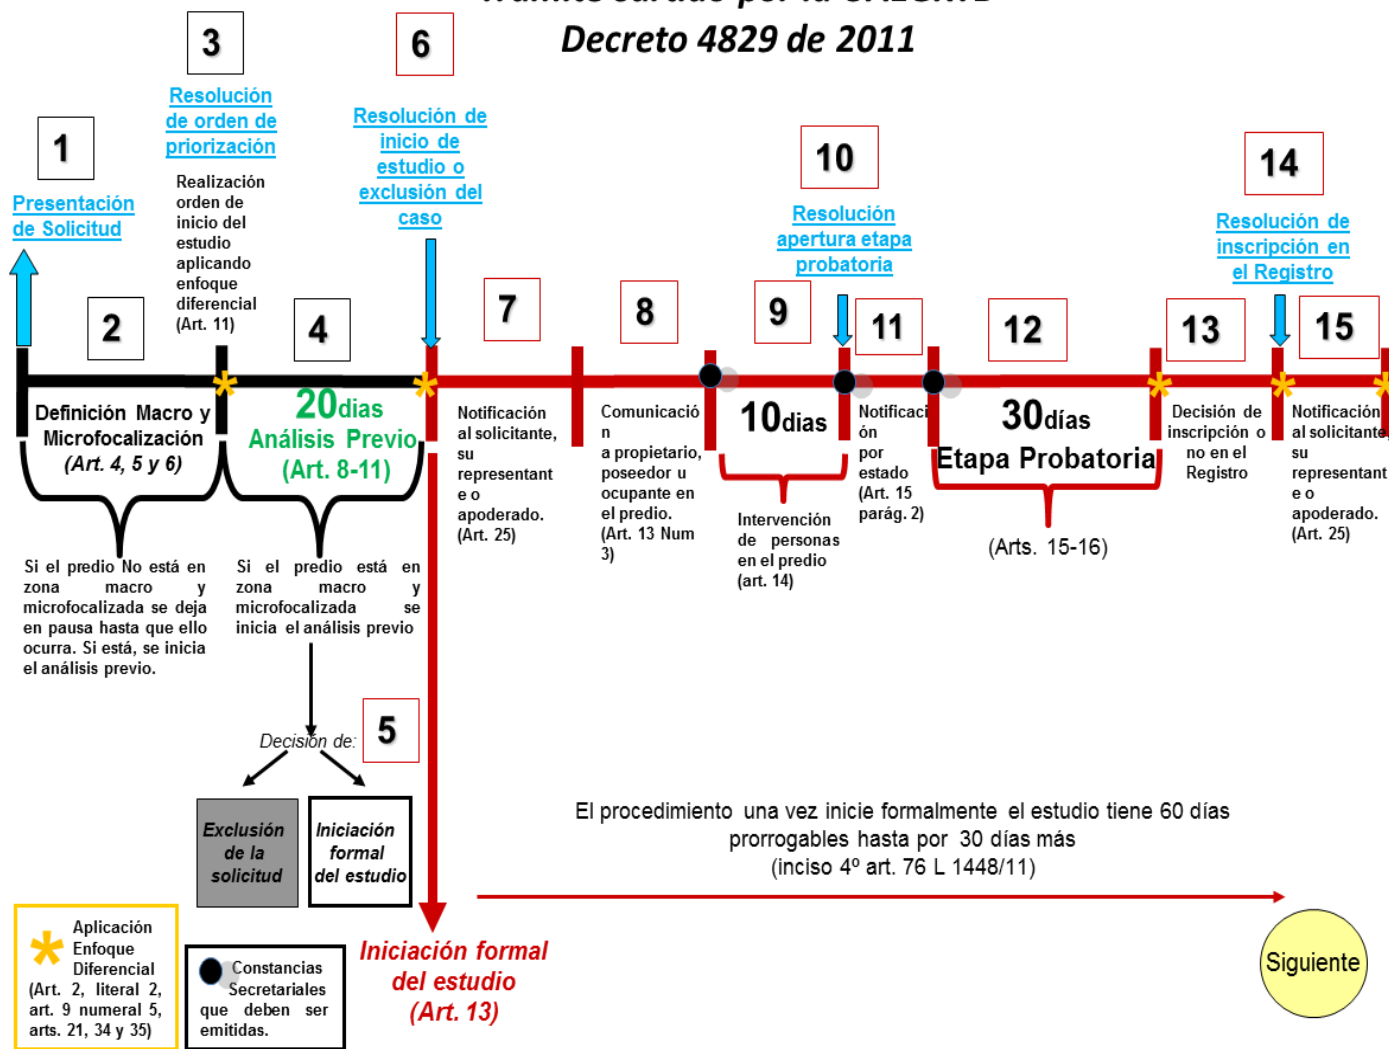 Decreto 4829 de 2011
1
Presentación
de Solicitud
2
Definición Macro y
Microfocalización
(Art. 4, 5 y 6)
Si el predio No está en
zona macro y
microfocalizada se deja
en pausa hasta que ello
ocurra. Si está, se inicia
el análisis previo.
3
Resolución
de orden de
priorización
Realización
orden de
inicio del
estudio
aplicando
enfoque
diferencial
(Art. 11)
4
20dias
Análisis Previo
(Art. 8-11)
Si el predio está en
zona macro y
microfocalizada se
inicia el análisis previo
5
Decisión de:
Exclusión
de la
solicitud
Iniciación
formal
del estudio
6
Resolución de
inicio de
estudio o
exclusión del
caso
Iniciación formal
del estudio
(Art. 13)
7
Notificación
al solicitante,
su
representant
e o
apoderado.
(Art. 25)
8
Comunicació
n
a propietario,
poseedor u
ocupante en
el predio.
(Art. 13 Num
3)
9
10dias
Intervención
de personas
en el predio
(art. 14)
10
Resolución
apertura etapa
probatoria
11
Notificaci
ón
por
estado
(Art. 15
parág. 2)
12
30días
Etapa Probatoria
(Arts. 15-16)
13
Decisión de
inscripción o
no en el
Registro
14
Resolución de
inscripción en
el Registro
15
Notificación
al solicitante,
su
representant
e o
apoderado.
(Art. 25)
El procedimiento una vez inicie formalmente el estudio tiene 60 días
prorrogables hasta por 30 días más
(inciso 4º art. 76 L 1448/11)
Aplicación
Enfoque
Diferencial
(Art. 2, literal 2,
art. 9 numeral 5,
arts. 21, 34 y 35)
Constancias
Secretariales
que deben ser
emitidas.
Siguiente